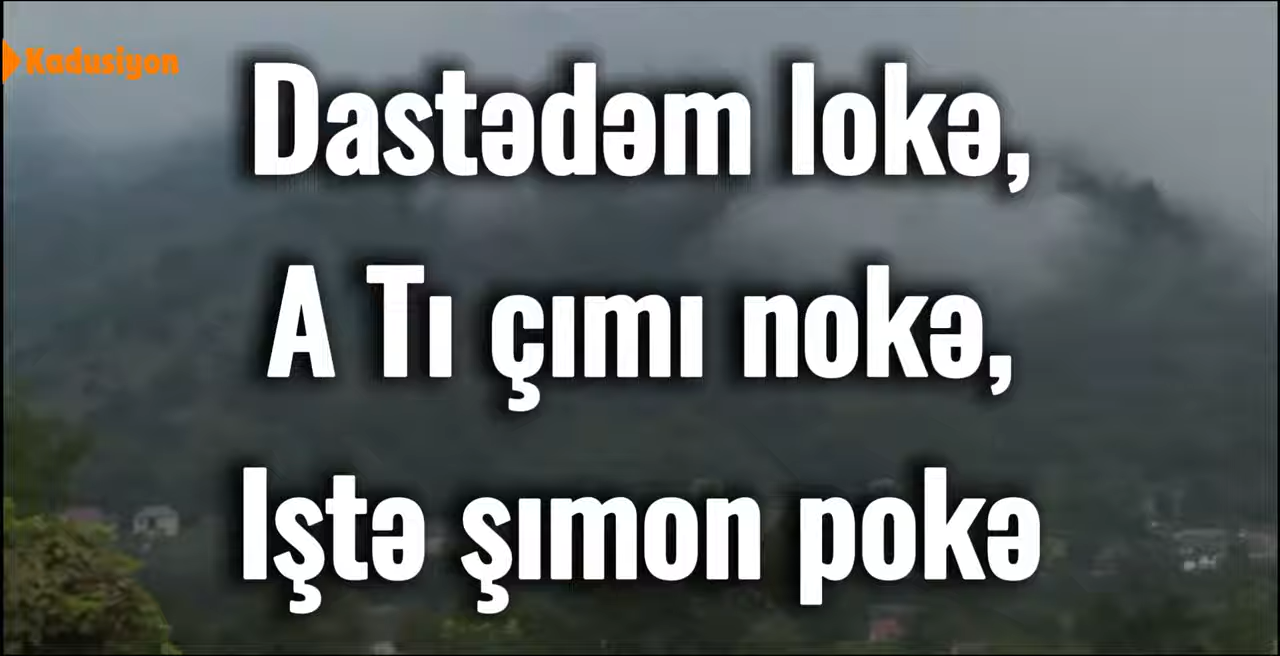 Kadusiyon
Dastədəm lokə,
A Tı çımı nokə,
Iştə şımon pokə